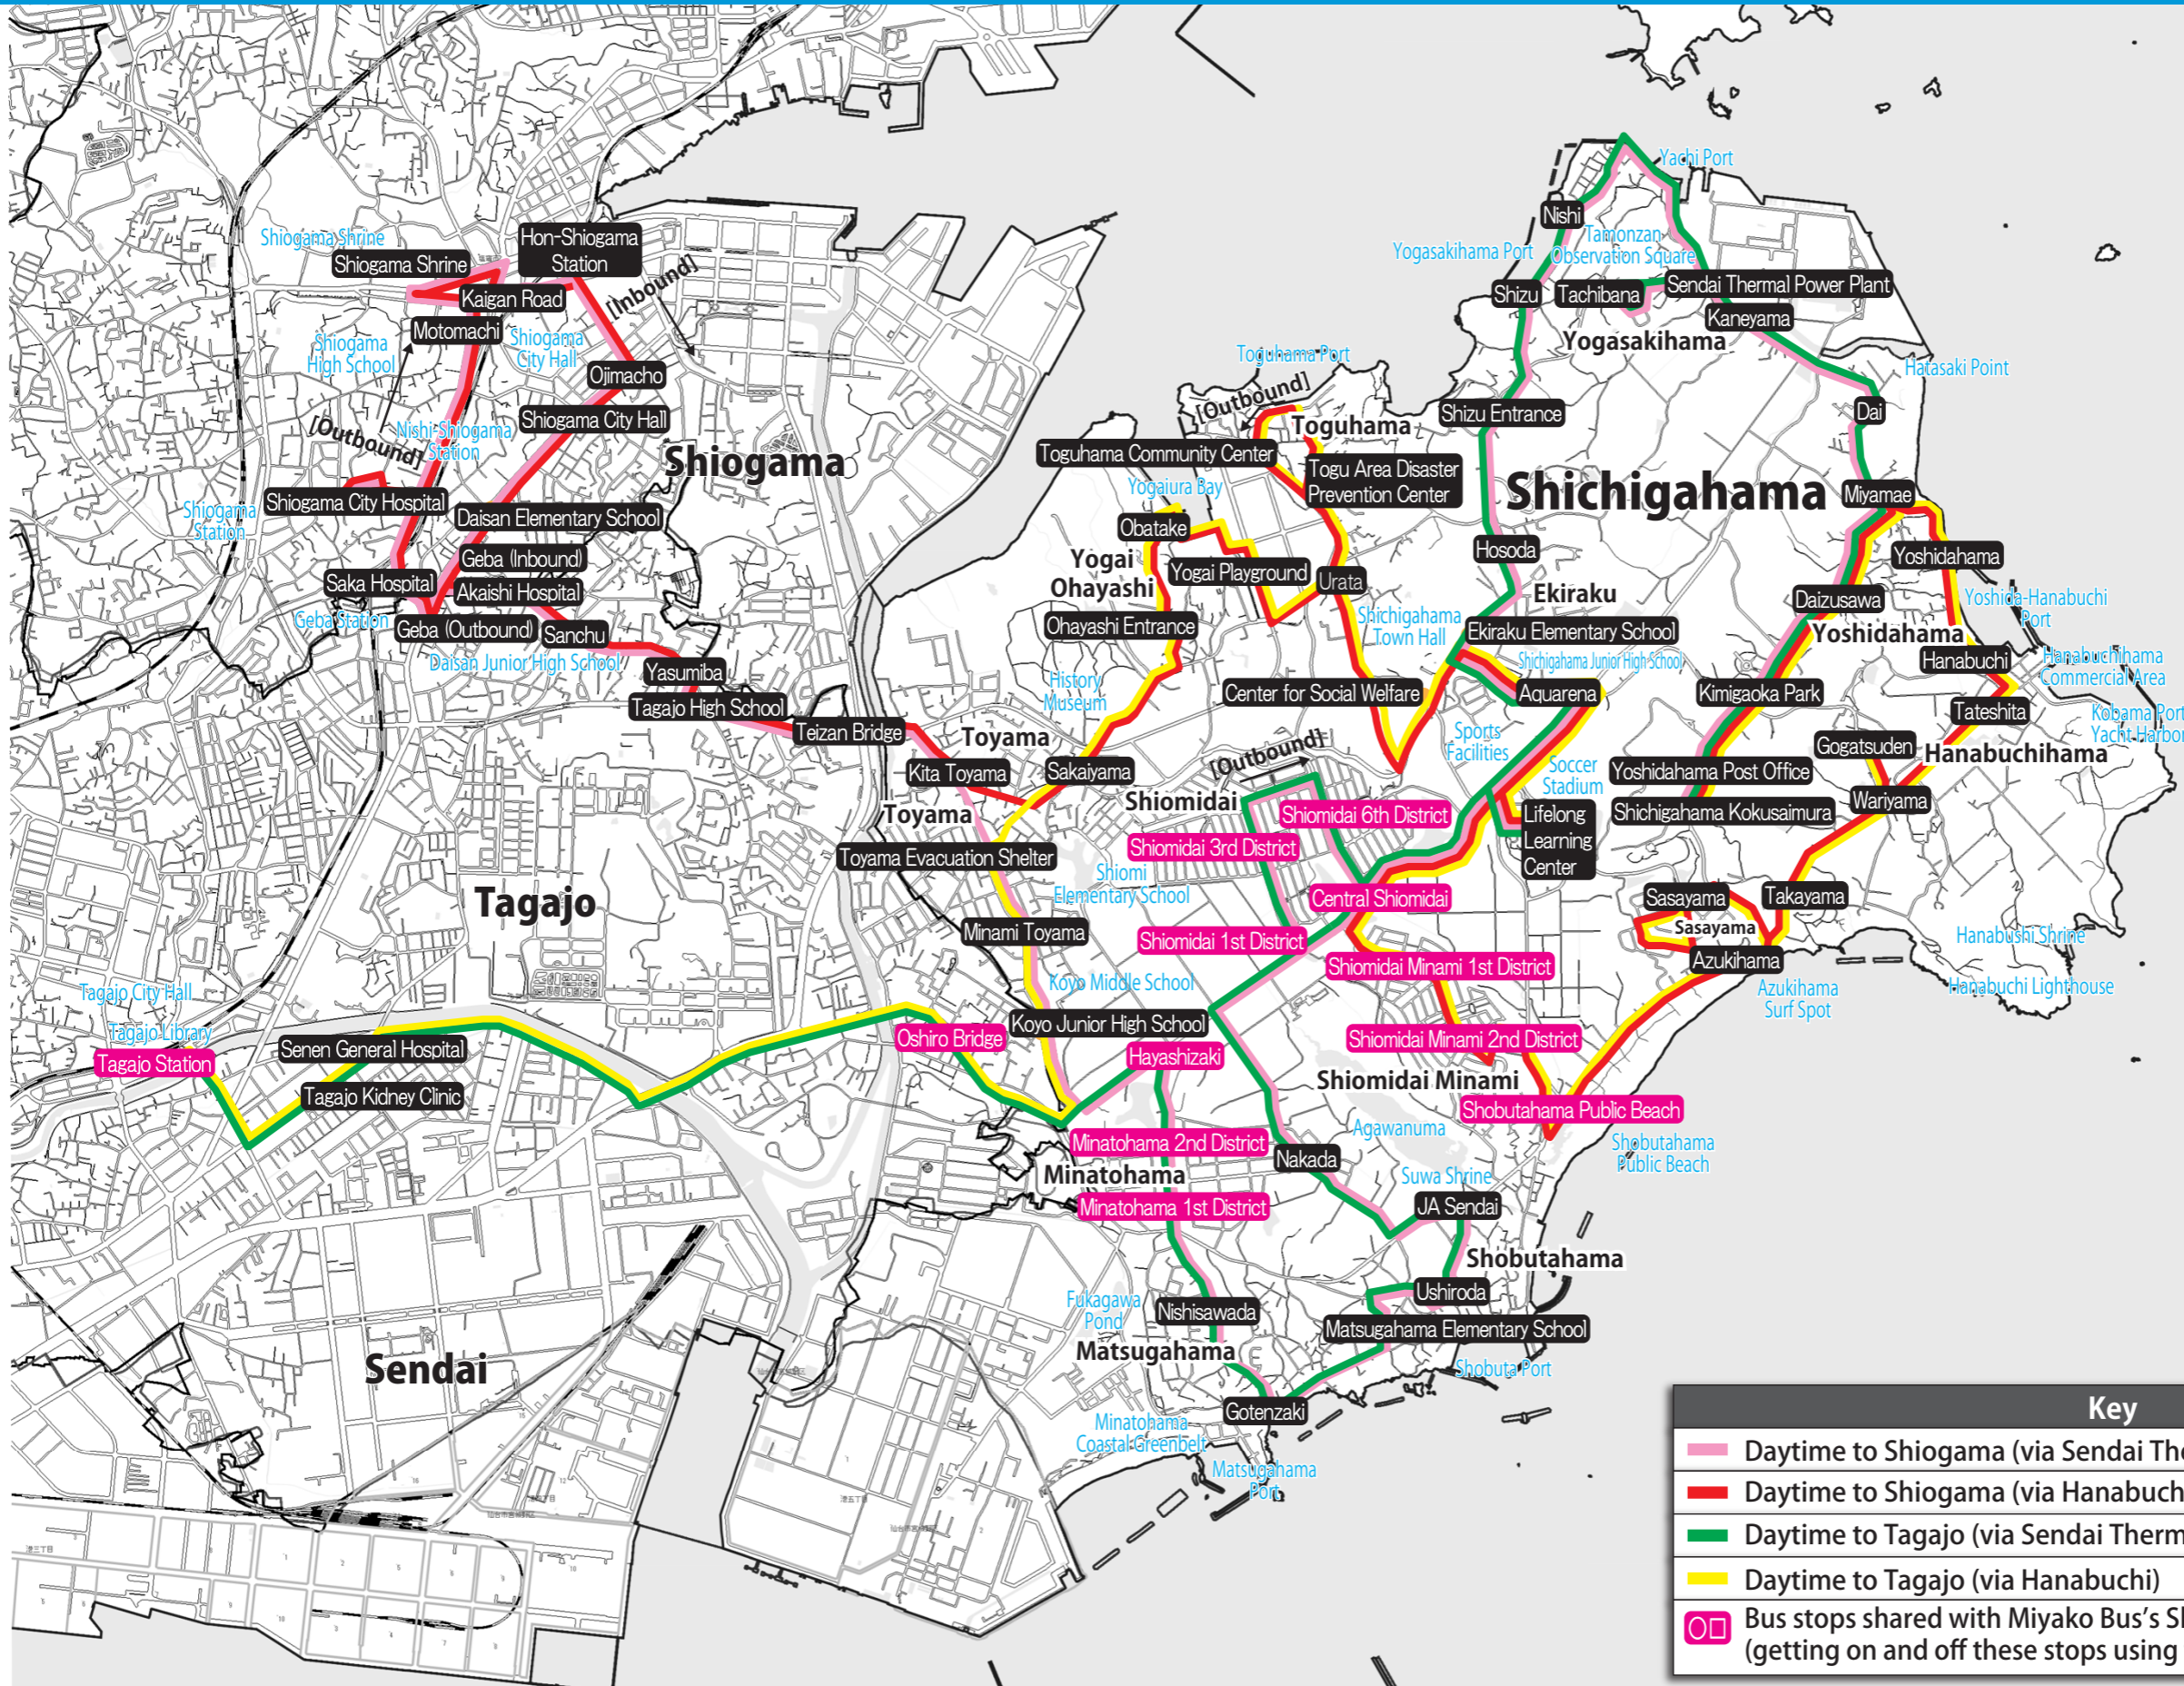 Yachi Port
Nishi
Tamonzan
Observation Square
Yogasakihama Port
Shiogama Shrine
Shiogama Shrine
Hon-Shiogama
Station
[Inbound]
Kaigan Road
Shizu
Tachibana
Sendai Thermal Power Plant
Kaneyama
Yogasakihama
Motomachi
Shiogama
City Hall
Shiogama
High School
Ojimacho
Toguhama Port
Hatasaki Point
[Outbound]
Shizu Entrance
Dai
Shiogama City Hall
[Outbound]
Nishi-Shiogama
Station
Toguhama
Toguhama Community Center
Togu Area Disaster
Prevention Center
Shiogama
Shichigahama
Miyamae
Yogaiura Bay
Shiogama City Hospital
Shiogama
Station
Daisan Elementary School
Obatake
Geba (Inbound)
Yogai
Ohayashi
Yogai Playground
Urata
Hosoda
Yoshidahama
Saka Hospital
Akaishi Hospital
Ekiraku
Daizusawa
Yoshida-Hanabuchi
Port
Geba Station
Geba (Outbound)
Sanchu
Ohayashi Entrance
Shichigahama
Town Hall
Ekiraku Elementary School
Yoshidahama
Daisan Junior High School
Shichigahama Junior High School
Hanabuchi
Hanabuchihama
Commercial Area
Yasumiba
History
Museum
Center for Social Welfare
Aquarena
Kimigaoka Park
Tagajo High School
Tateshita
Kobama Port
Yacht Harbor
Teizan Bridge
Toyama
Sports
Facilities
Gogatsuden
Hanabuchihama
[Outbound]
Kita Toyama
Sakaiyama
Soccer
Stadium
Yoshidahama Post Office
Wariyama
Shiomidai
Toyama
Shiomidai 6th District
Lifelong
Learning
Center
Shichigahama Kokusaimura
Shiomidai 3rd District
Toyama Evacuation Shelter
Shiomi
Elementary School
Tagajo
Central Shiomidai
Sasayama
Takayama
Sasayama
Minami Toyama
Shiomidai 1st District
Hanabushi Shrine
Shiomidai Minami 1st District
Azukihama
Koyo Middle School
Azukihama
Surf Spot
Hanabuchi Lighthouse
Tagajo City Hall
Tagajo Library
Koyo Junior High School
Oshiro Bridge
Shiomidai Minami 2nd District
Senen General Hospital
Tagajo Station
Hayashizaki
Tagajo Kidney Clinic
Shiomidai Minami
Shobutahama Public Beach
Agawanuma
Minatohama 2nd District
Shobutahama
Public Beach
Nakada
Minatohama
Suwa Shrine
Minatohama 1st District
JA Sendai
Shobutahama
Ushiroda
Fukagawa
Pond
Nishisawada
Matsugahama Elementary School
Matsugahama
Sendai
Shobuta Port
Gotenzaki
Minatohama
Coastal Greenbelt
Matsugahama
Port
Key
Daytime to Shiogama (via Sendai The
Daytime to Shiogama (via Hanabuch
Daytime to Tagajo (via Sendai Therm
Daytime to Tagajo (via Hanabuchi)
Bus stops shared with Miyako Bus's S
(getting on and off these stops using